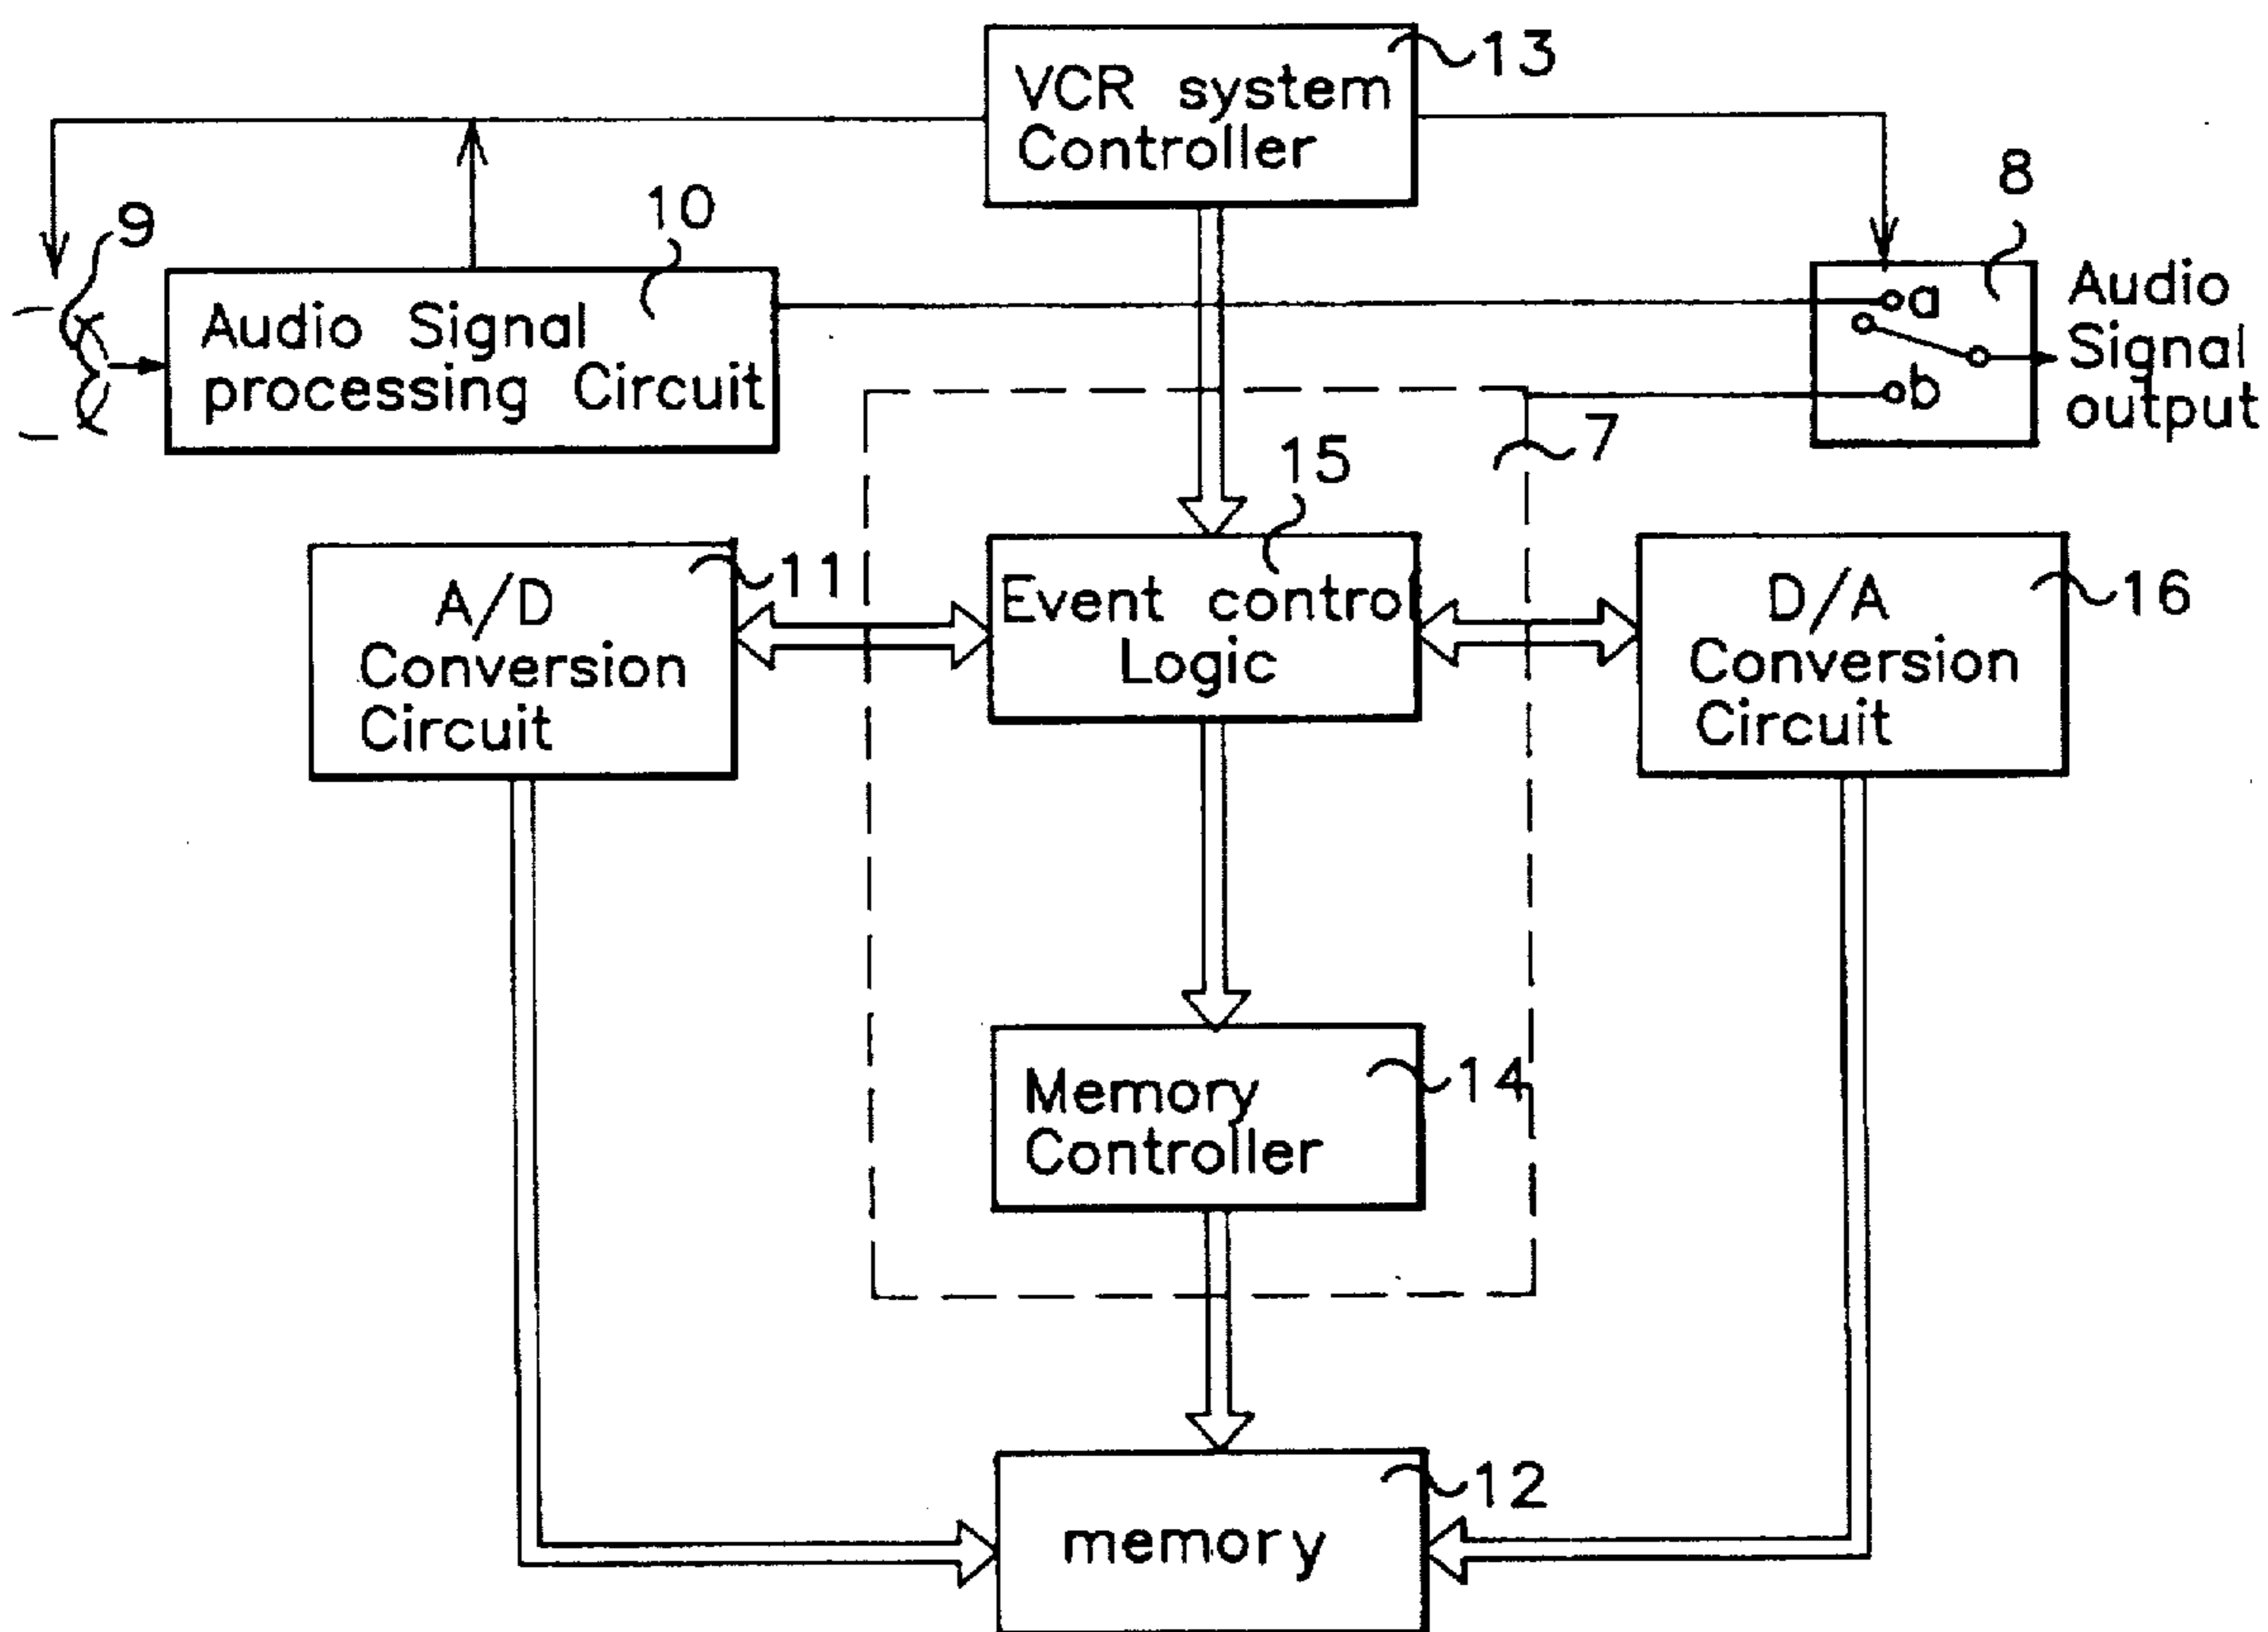 VCR system
Controller
13
9
10
8
Audio Signal
processing Circuit
a
b
Audio
Signal
output
7
15
A/D
Conversion
Circuit
11
Event control
Logic
D/A
Conversion
Circuit
16
Memory
Controller
14
memory
12